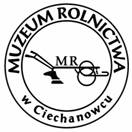 MUZEUM ROLNICTWA
MR
w Ciechanowcu